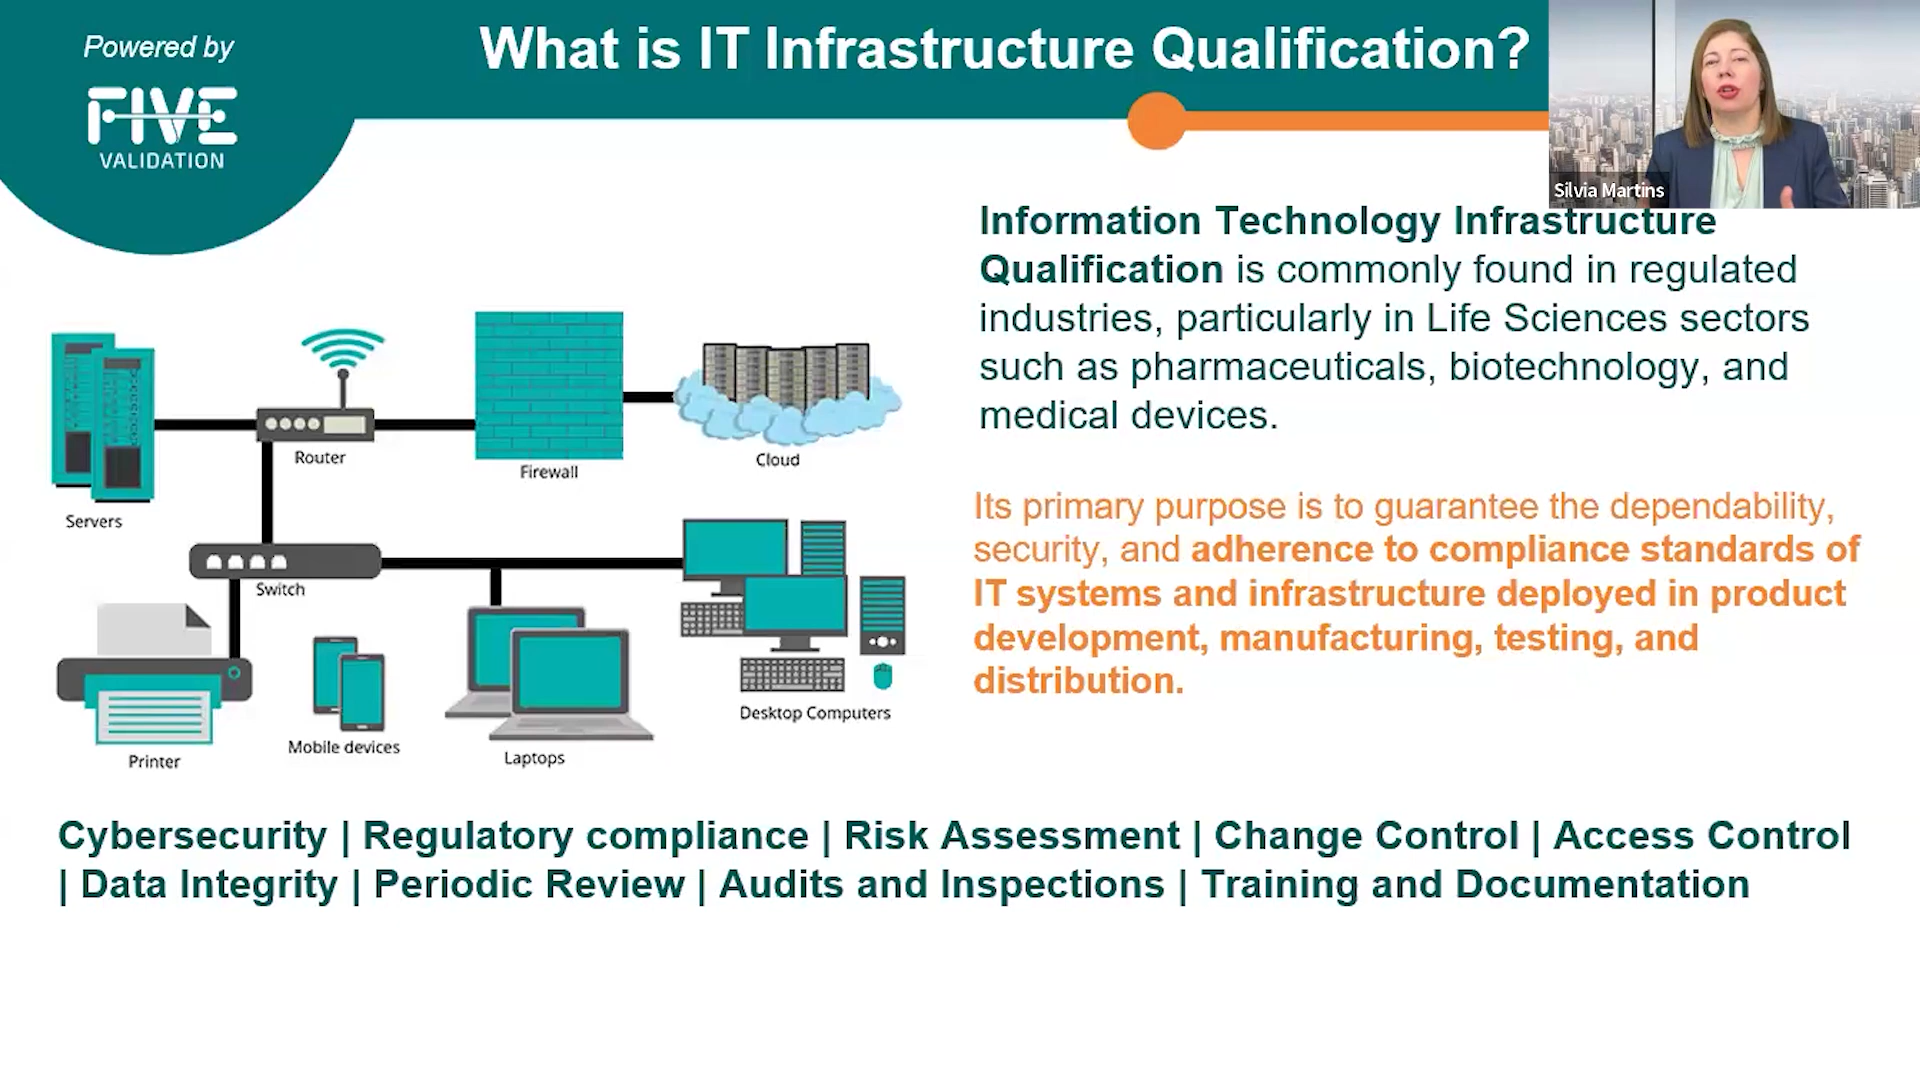 Powered by
FIVE
VALIDATION
What is IT Infrastructure Qualification?
Silvia Martins
Information Technology Infrastructure
Qualification is commonly found in regulated
industries, particularly in Life Sciences sectors
such as pharmaceuticals, biotechnology, and
medical devices.
Its primary purpose is to guarantee the dependability,
security, and adherence to compliance standards of
IT systems and infrastructure deployed in product
development, manufacturing, testing, and
distribution.
Servers
Router
Firewall
Cloud
Switch
Printer
Mobile devices
Laptops
Desktop Computers
Cybersecurity | Regulatory compliance | Risk Assessment | Change Control | Access Control
| Data Integrity | Periodic Review | Audits and Inspections | Training and Documentation